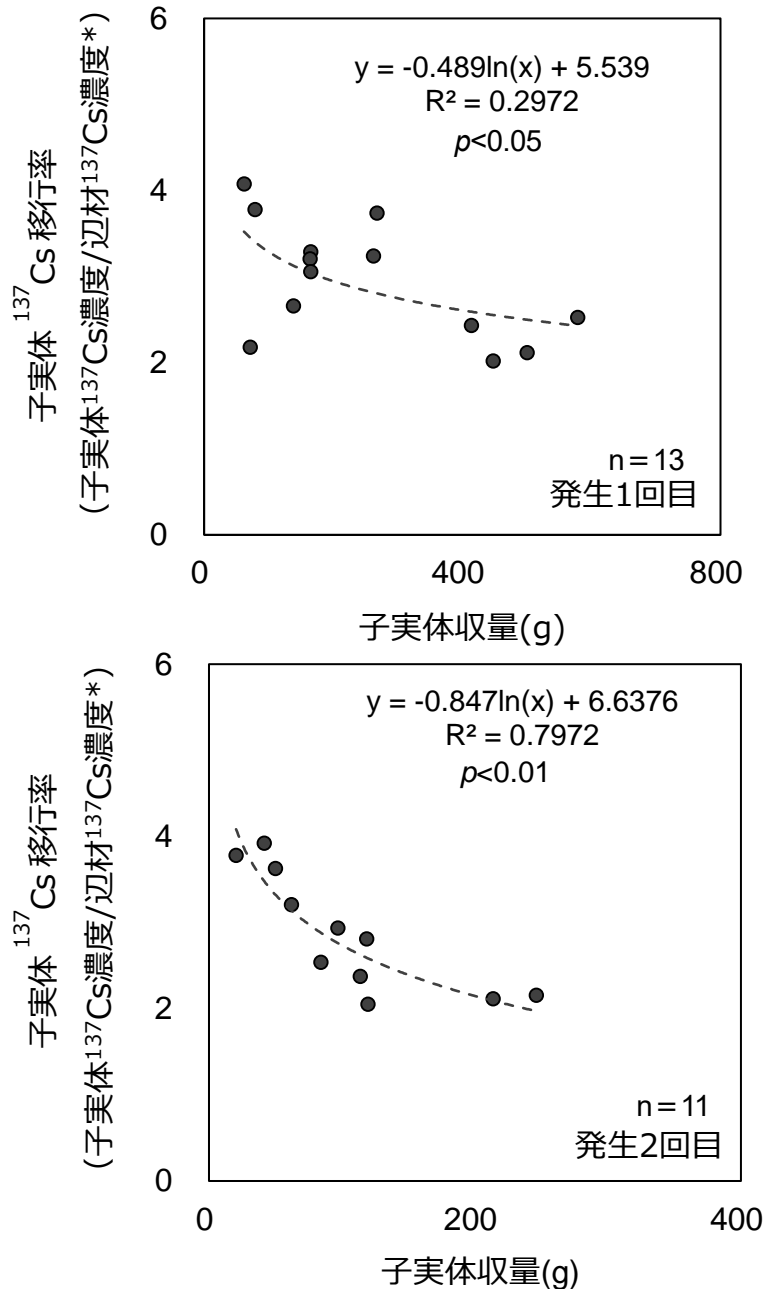 6
4
2
0
y = -0.489ln(x) + 5.539
R² = 0.2972
p<0.05
n＝13
発生1回目
0
400
800
子実体収量(g)
子実体 ¹³⁷Cs 移行率
(子実体¹³⁷Cs濃度/辺材¹³⁷Cs濃度*)
6
4
2
0
y = -0.847ln(x) + 6.6376
R² = 0.7972
p<0.01
n＝11
発生2回目
0
200
400
子実体収量(g)
子実体 ¹³⁷Cs 移行率
(子実体¹³⁷Cs濃度/辺材¹³⁷Cs濃度*)